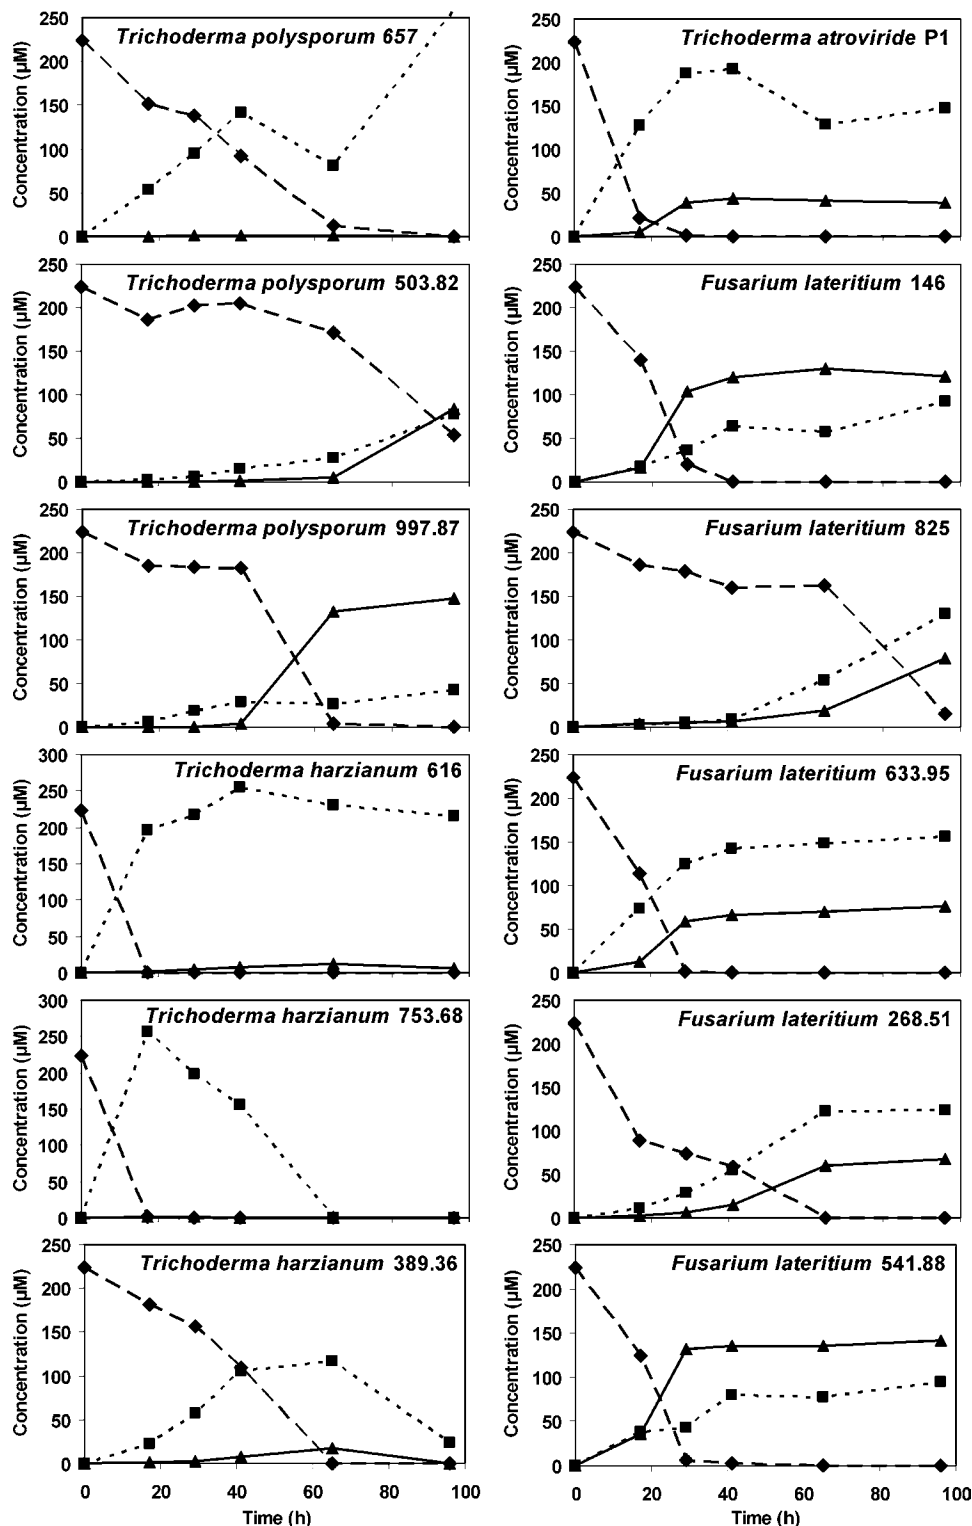 Trichoderma polysporum 657
Concentration (µM)
250
200
150
100
50
0
Trichoderma atroviride P1
Concentration (µM)
250
200
150
100
50
0
Trichoderma polysporum 503.82
Concentration (µM)
250
200
150
100
50
0
Fusarium lateritium 146
Concentration (µM)
250
200
150
100
50
0
Trichoderma polysporum 997.87
Concentration (µM)
250
200
150
100
50
0
Fusarium lateritium 825
Concentration (µM)
250
200
150
100
50
0
Trichoderma harzianum 616
Concentration (µM)
300
250
200
150
100
50
0
Fusarium lateritium 633.95
Concentration (µM)
250
200
150
100
50
0
Trichoderma harzianum 753.68
Concentration (µM)
300
250
200
150
100
50
0
Fusarium lateritium 268.51
Concentration (µM)
250
200
150
100
50
0
Trichoderma harzianum 389.36
Concentration (µM)
250
200
150
100
50
0
0 20 40 60 80 100
Time (h)
Fusarium lateritium 541.88
Concentration (µM)
250
200
150
100
50
0
0 20 40 60 80 100
Time (h)